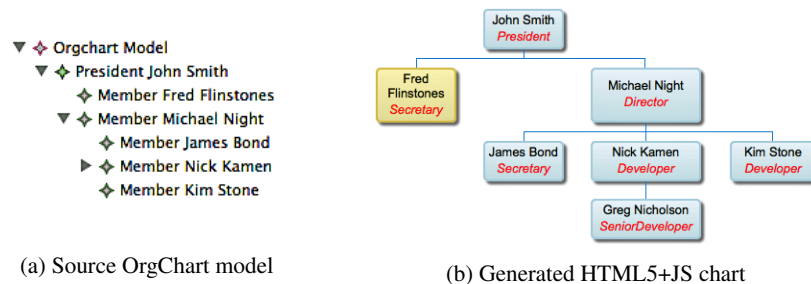 Orgchart Model
President John Smith
Member Fred Flinstones
Member Michael Night
Member James Bond
Member Nick Kamen
Member Kim Stone
(a) Source OrgChart model
John Smith
President
Fred
Flinstones
Secretary
Michael Night
Director
James Bond
Secretary
Nick Kamen
Developer
Kim Stone
Developer
Greg Nicholson
SeniorDeveloper
(b) Generated HTML5+JS chart